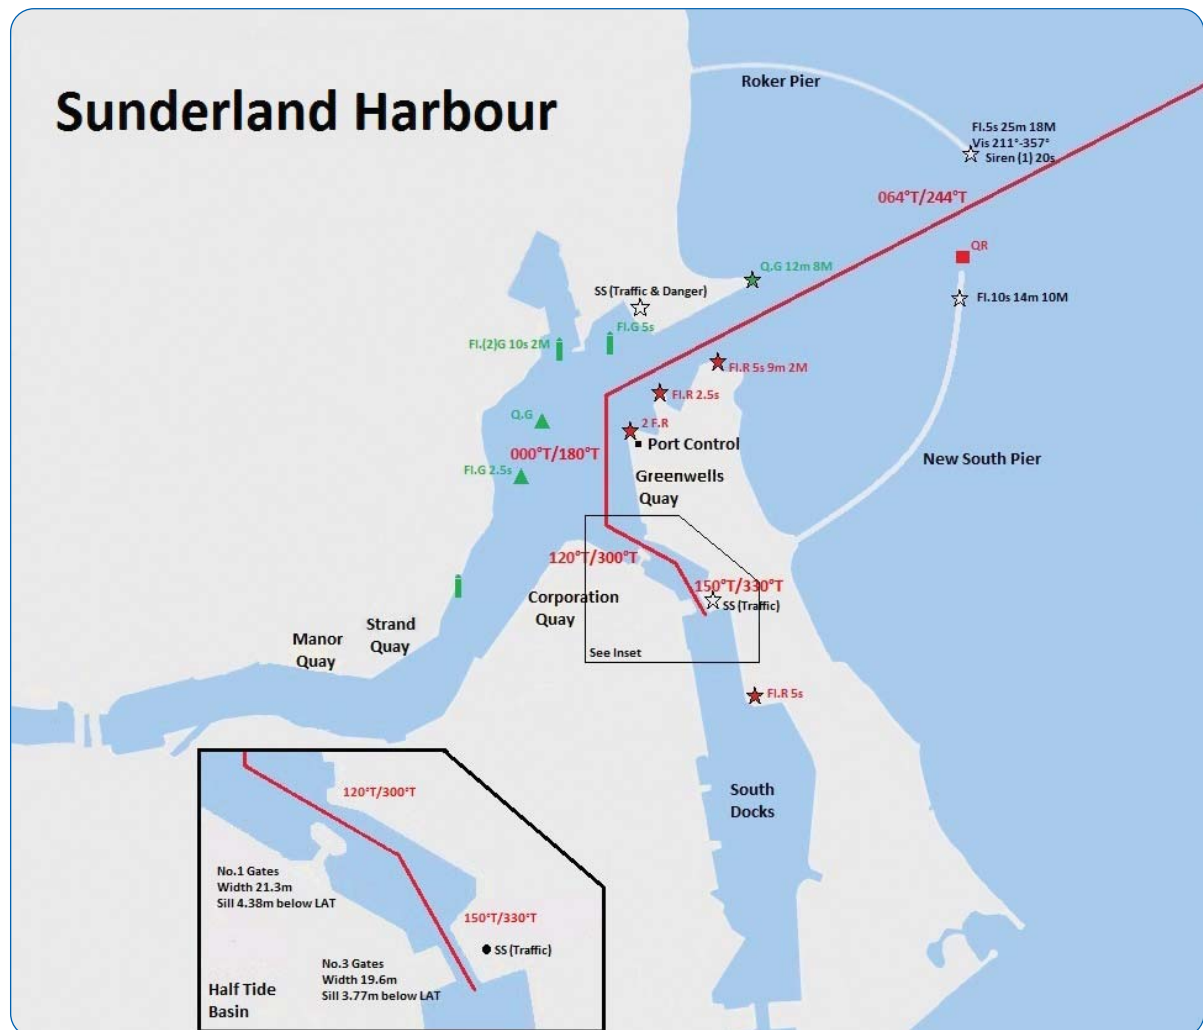 Sunderland Harbour
Roker Pier
Fl.5s 25m 18M
Vis 211°-357°
Siren (1) 20s
064°T/244°T
QR
Q.G 12m 8M
SS (Traffic & Danger)
Fl.10s 14m 10M
Fl.G 5s
Fl.(2)G 10s 2M
Fl.R 5s 9m 2M
Fl.R 2.5s
Q.G
2 F.R
Port Control
000°T/180°T
New South Pier
Fl.G 2.5s
Greenwells
Quay
120°T/300°T
150°T/330°T
Corporation
Quay
SS (Traffic)
Strand
Quay
Manor
Quay
See Inset
Fl.R 5s
South
Docks
120°T/300°T
No.1 Gates
Width 21.3m
Sill 4.38m below LAT
150°T/330°T
SS (Traffic)
No.3 Gates
Width 19.6m
Sill 3.77m below LAT
Half Tide
Basin